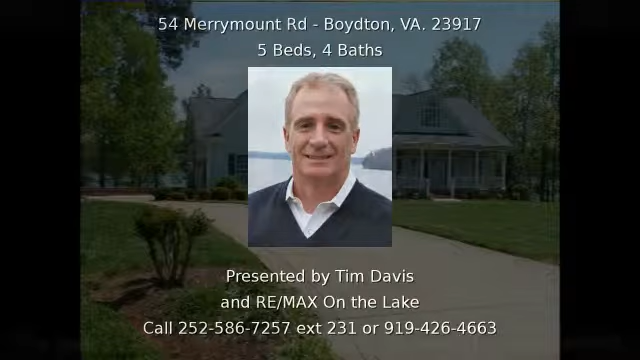 54 Merrymount Rd - Boydton, VA. 23917
5 Beds, 4 Baths
Presented by Tim Davis
and RE/MAX On the Lake
Call 252-586-7257 ext 231 or 919-426-4663